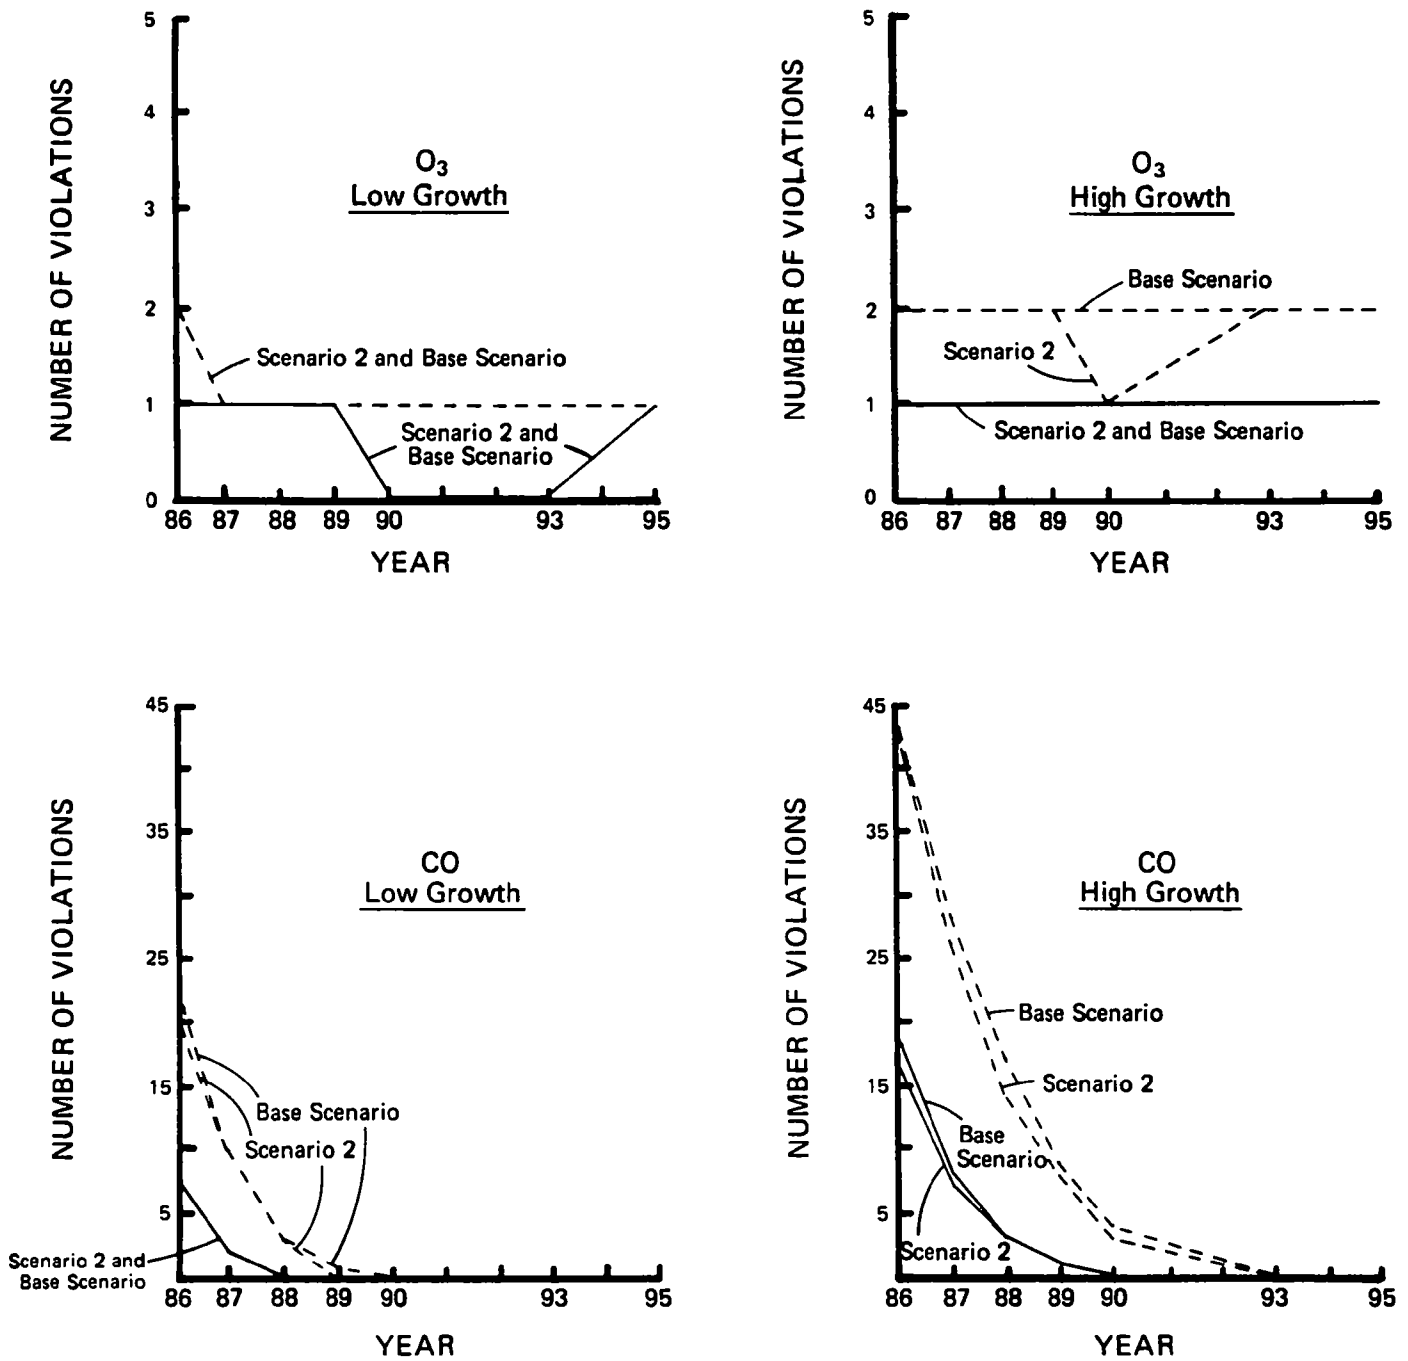 NUMBER OF VIOLATIONS
5
4
3
2
1
0
O3
Low Growth
Scenario 2 and Base Scenario
Scenario 2 and
Base Scenario
86 87 88 89 90 93 95
YEAR
NUMBER OF VIOLATIONS
5
4
3
2
1
0
O3
High Growth
Base Scenario
Scenario 2
Scenario 2 and Base Scenario
86 87 88 89 90 93 95
YEAR
NUMBER OF VIOLATIONS
45
35
25
15
5
CO
Low Growth
Base Scenario
Scenario 2
Scenario 2 and
Base Scenario
86 87 88 89 90 93 95
YEAR
NUMBER OF VIOLATIONS
45
35
25
15
5
CO
High Growth
Base Scenario
Scenario 2
Base
Scenario
Scenario 2
86 87 88 89 90 93 95
YEAR